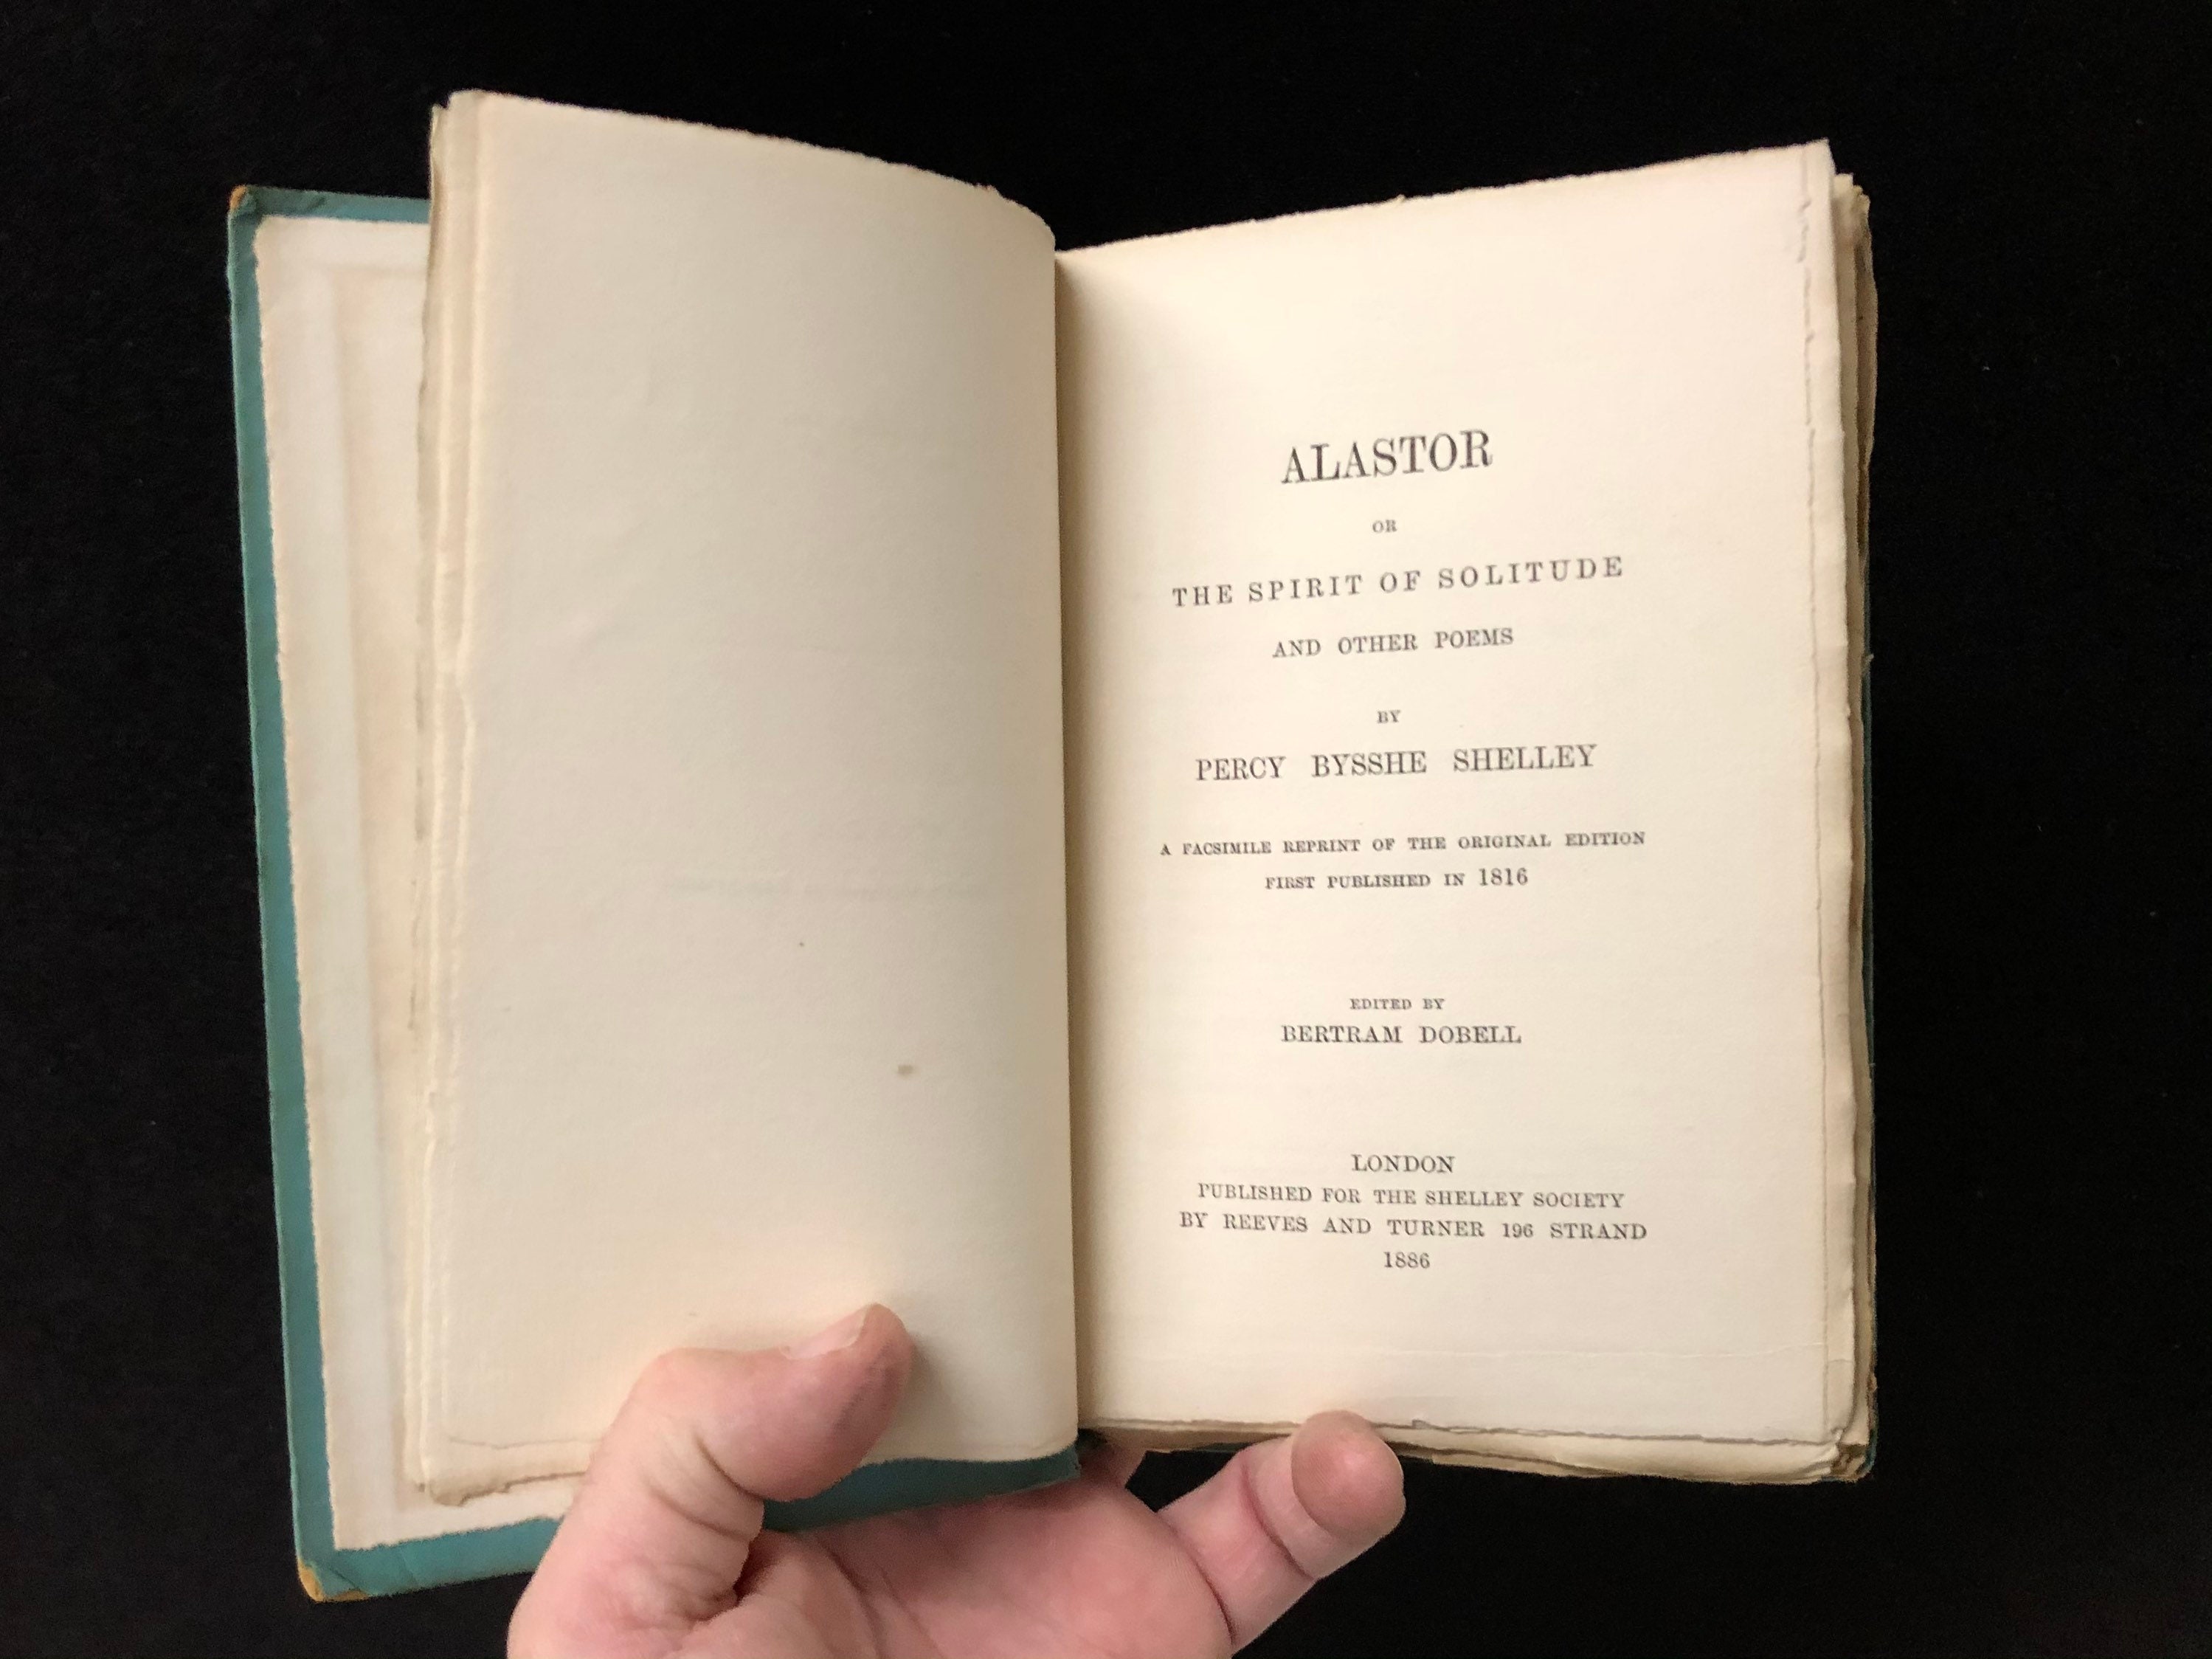 ALASTOR
OR
THE SPIRIT OF SOLITUDE
AND OTHER POEMS
BY
PERCY BYSSHE SHELLEY
A FACSIMILE REPRINT OF THE ORIGINAL EDITION
FIRST PUBLISHED IN 1816
EDITED BY
BERTRAM DOBELL
LONDON
PUBLISHED FOR THE SHELLEY SOCIETY
BY REEVES AND TURNER 196 STRAND
1886